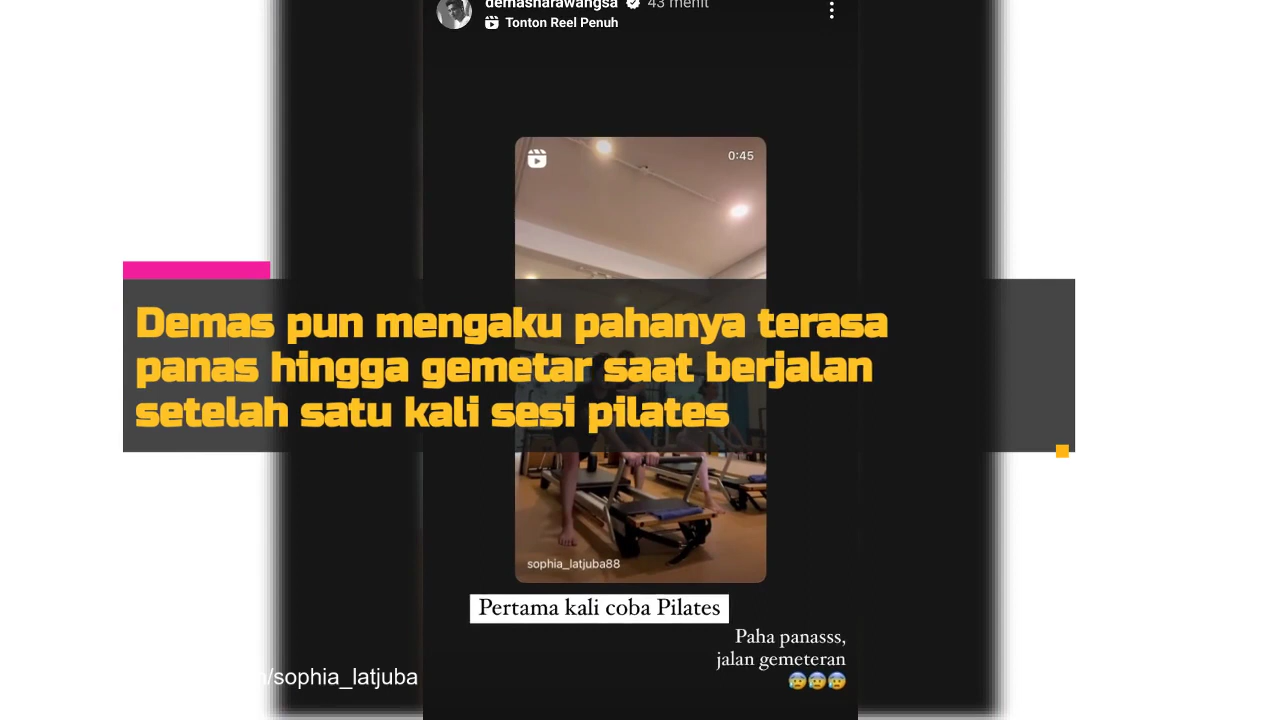 demasnarawangsa 43 menit
Tonton Reel Penuh
0:45
Demas pun mengaku pahanya terasa
panas hingga gemetar saat berjalan
setelah satu kali sesi pilates
sophia_latjuba88
Pertama kali coba Pilates
Paha panasss,
jalan gemeteran
😰😰😰
/sophia_latjuba